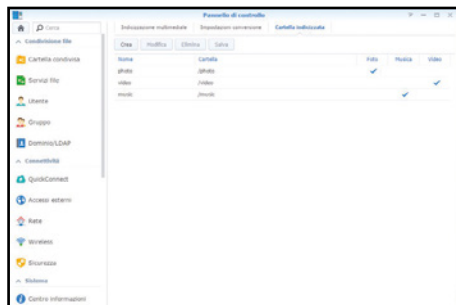 Pannello di controllo
Cerca
Indicizzazione multimediale Impostazioni conversione Cartella indicizzata
Condivisione file
Crea Modifica Elimina Salva
Nome Cartella Foto Musica Video
Cartella condivisa
photo /photo
video /video
Servizi file
music /music
Utente
Gruppo
Dominio/LDAP
Connettività
QuickConnect
Accesso esterni
Rete
Wireless
Sicurezza
Sistema
Centro informazioni